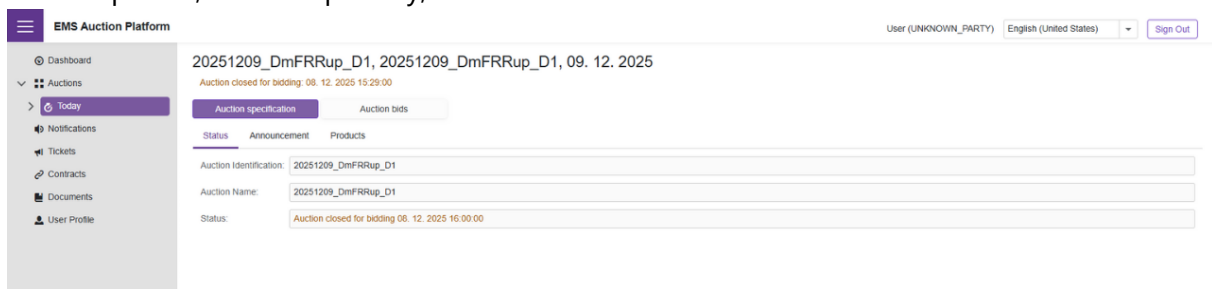 EMS Auction Platform
User (UNKNOWN_PARTY) English (United States) Sign Out
Dashboard
Auctions
Today
Notifications
Tickets
Contracts
Documents
User Profile
20251209_DmFRRup_D1, 20251209_DmFRRup_D1, 09. 12. 2025
Auction closed for bidding: 08. 12. 2025 15:29:00
Auction specification Auction bids
Status Announcement Products
Auction Identification: 20251209_DmFRRup_D1
Auction Name: 20251209_DmFRRup_D1
Status: Auction closed for bidding 08. 12. 2025 16:00:00